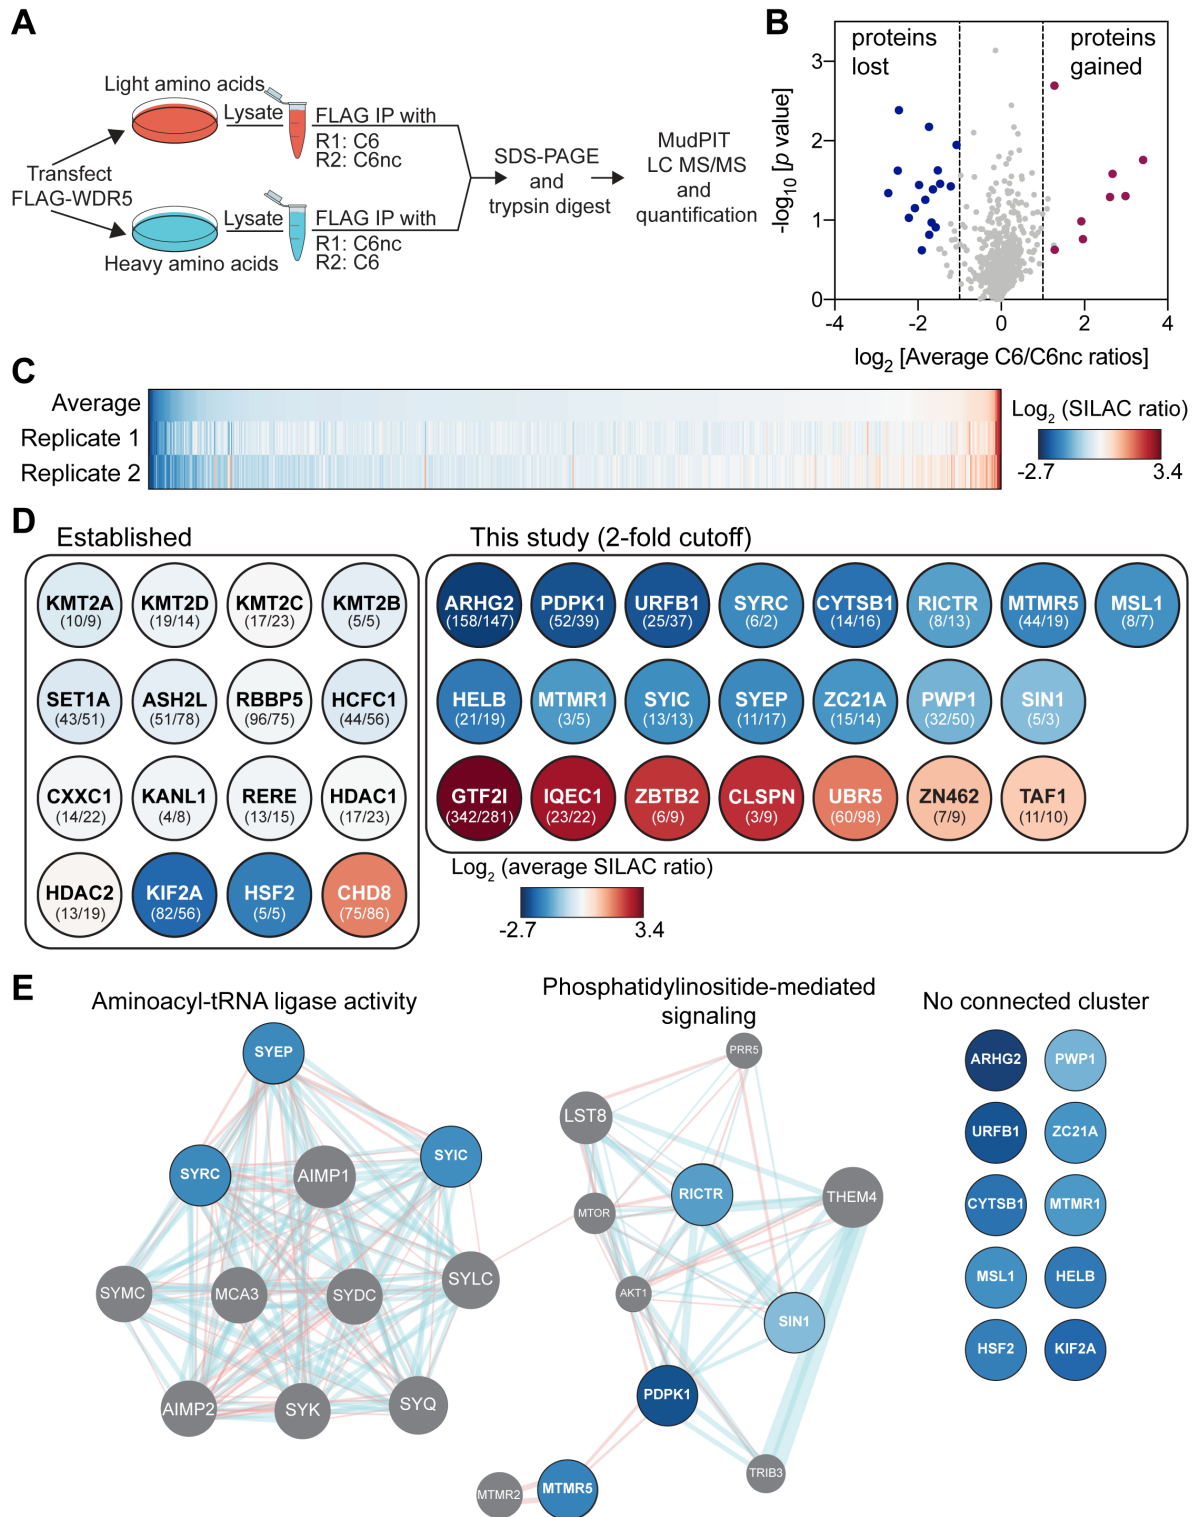 A
Light amino acids
Lysate
FLAG IP with
R1: C6
R2: C6nc
Transfect
FLAG-WDR5
Lysate
FLAG IP with
R1: C6nc
R2: C6
Heavy amino acids
SDS-PAGE
and
trypsin digest
MudPIT
LC MS/MS
and
quantification
B
proteins
lost
proteins
gained
-log10 [p value]
3
2
1
0
-4
-2
0
2
4
log2 [Average C6/C6nc ratios]
C
Average
Replicate 1
Replicate 2
Log2 (SILAC ratio)
-2.7
3.4
D
Established
KMT2A
(10/9)
KMT2D
(19/14)
KMT2C
(17/23)
KMT2B
(5/5)
SET1A
(43/51)
ASH2L
(51/78)
RBBP5
(96/75)
HCFC1
(44/56)
CXXC1
(14/22)
KANL1
(4/8)
RERE
(13/15)
HDAC1
(17/23)
HDAC2
(13/19)
KIF2A
(82/56)
HSF2
(5/5)
CHD8
(75/86)
This study (2-fold cutoff)
ARHG2
(158/147)
PDPK1
(52/39)
URFB1
(25/37)
SYRC
(6/2)
CYTSB1
(14/16)
RICTR
(8/13)
MTMR5
(44/19)
MSL1
(8/7)
HELB
(21/19)
MTMR1
(3/5)
SYIC
(13/13)
SYEP
(11/17)
ZC21A
(15/14)
PWP1
(32/50)
SIN1
(5/3)
GTF2I
(342/281)
IQEC1
(23/22)
ZBTB2
(6/9)
CLSPN
(3/9)
UBR5
(60/98)
ZN462
(7/9)
TAF1
(11/10)
Log2 (average SILAC ratio)
-2.7
3.4
E
Aminoacyl-tRNA ligase activity
SYEP
SYRC
AIMP1
SYIC
SYMC
MCA3
SYDC
SYLC
AIMP2
SYK
SYQ
Phosphatidylinositide-mediated
signaling
PRR5
LST8
RICTR
THEM4
MTOR
AKT1
SIN1
PDPK1
TRIB3
MTMR2
MTMR5
No connected cluster
ARHG2
PWP1
URFB1
ZC21A
CYTSB1
MTMR1
MSL1
HELB
HSF2
KIF2A